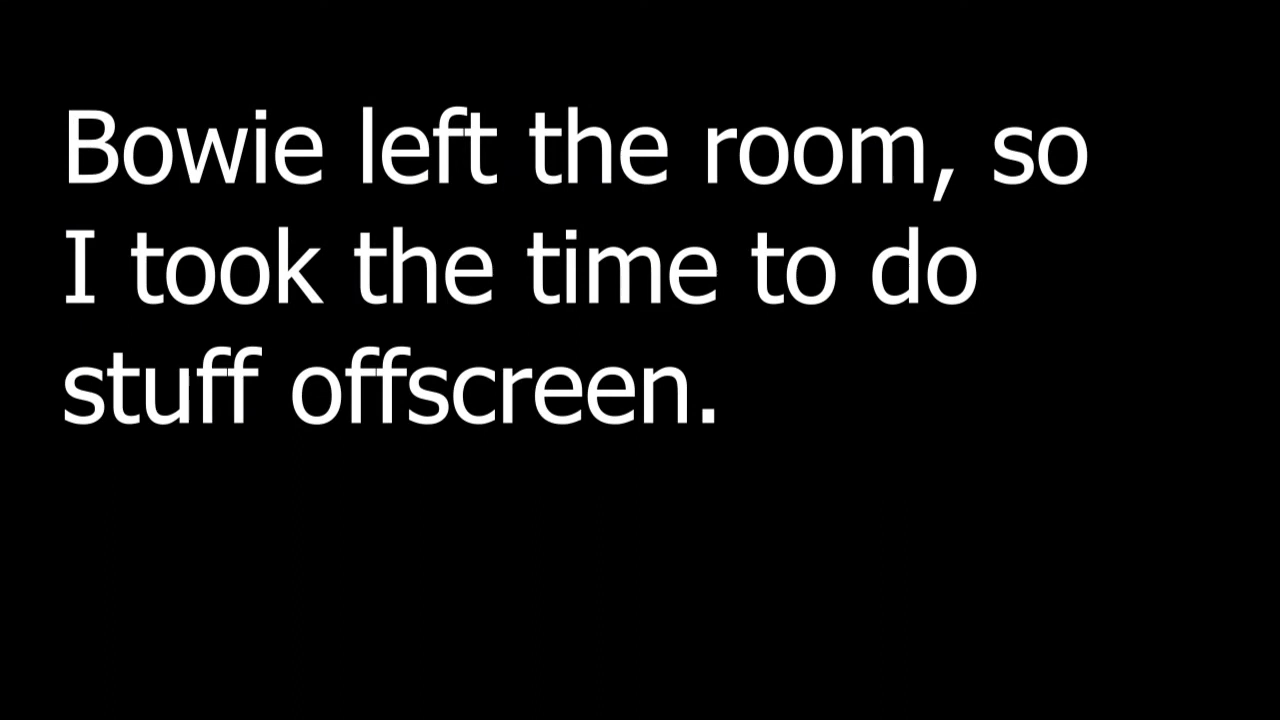 Bowie left the room, so
I took the time to do
stuff offscreen.